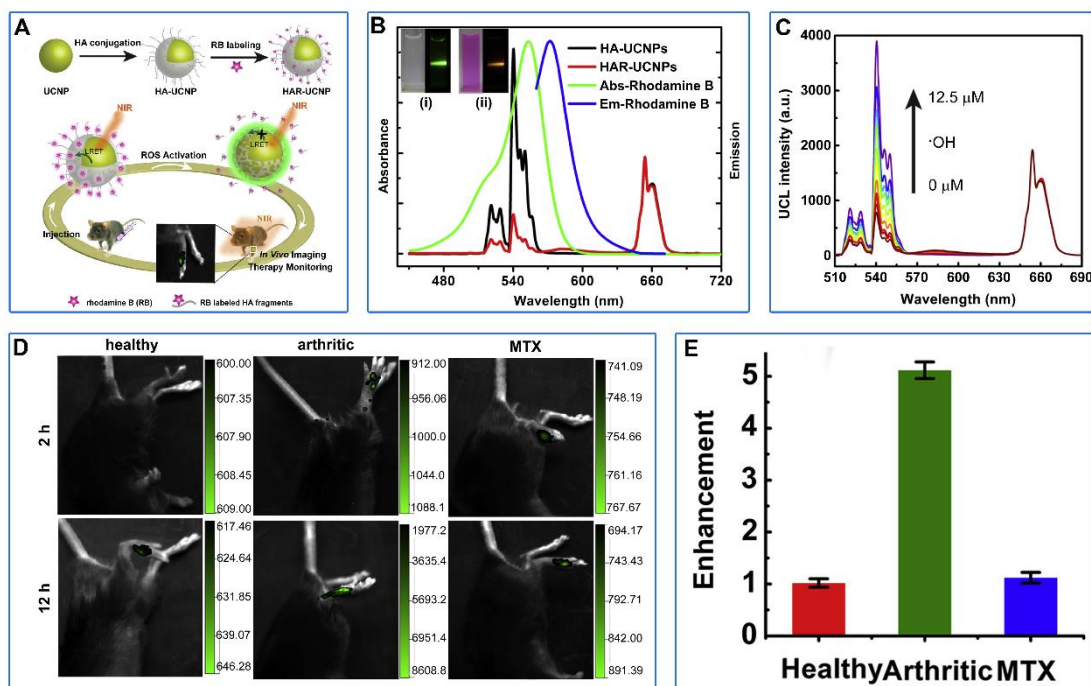 A
HA conjugation
RB labeling
UCNP
HA-UCNP
HAR-UCNP
NIR
NIR
LRET
LRET
ROS Activation
Injection
NIR
In Vivo Imaging
Therapy Monitoring
rhodamine B (RB)
RB labeled HA fragments
B
HA-UCNPs
HAR-UCNPs
Abs-Rhodamine B
Em-Rhodamine B
(i)
(ii)
Absorbance
Emission
480
540
600
660
720
Wavelength (nm)
C
4000
3200
2400
1600
800
0
UCL intensity (a.u.)
12.5 μM
·OH
0 μM
510
540
570
600
630
660
690
Wavelength (nm)
D
healthy
arthritic
MTX
2 h
600.00
607.35
607.90
608.45
609.00
912.00
956.06
1000.0
1044.0
1088.1
741.09
748.19
754.66
761.16
767.67
12 h
617.46
624.64
631.85
639.07
646.28
1977.2
3635.4
5293.2
6951.4
8608.8
694.17
743.43
792.71
842.00
891.39
E
Enhancement
5
4
3
2
1
0
Healthy Arthritic MTX